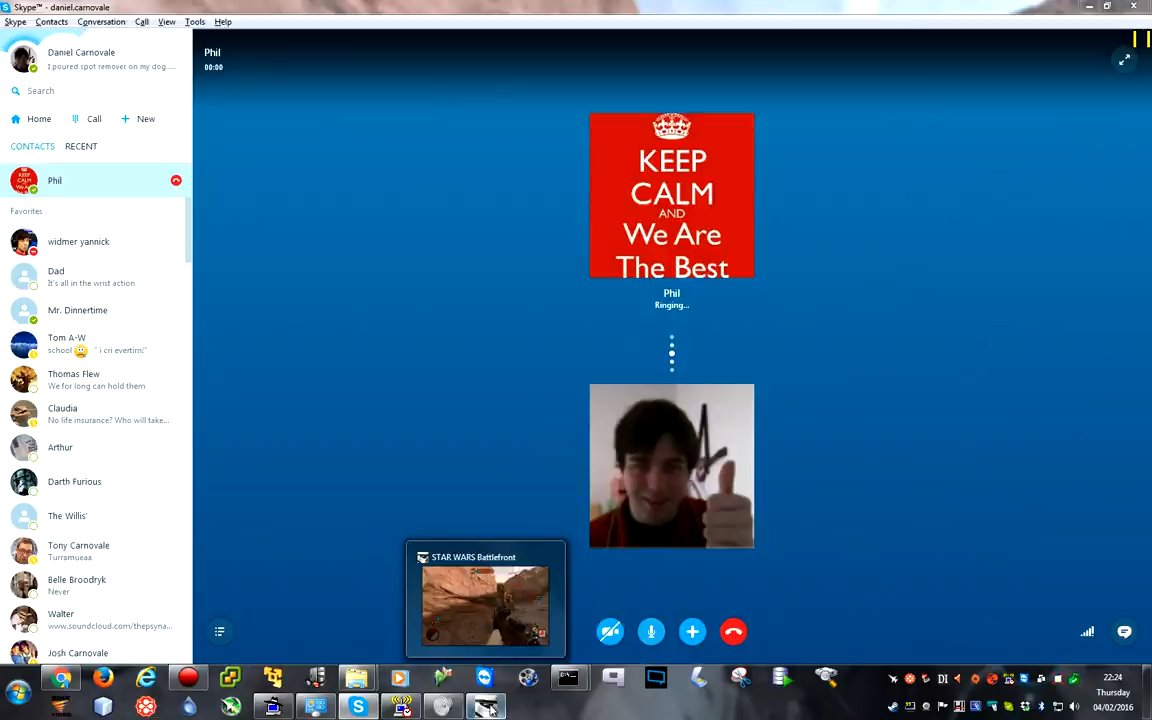 Skype™ - daniel.carnovale
Skype Contacts Conversation Call View Tools Help
Daniel Carnovale
I poured spot remover on my dog.....
Search
Home Call New
CONTACTS RECENT
Phil
Favorites
widmer yannick
Dad
It's all in the wrist action
Mr. Dinnertime
Tom A-W
school " i cri evertim!"
Thomas Flew
We for long can hold them
Claudia
No life insurance? Who will take...
Arthur
Darth Furious
The Willis'
Tony Carnovale
Turramueaa
Belle Broodryk
Never
Walter
www.soundcloud.com/thepsyna...
Josh Carnovale
Phil
00:00
KEEP
CALM
AND
We Are
The Best
Phil
Ringing...
STAR WARS Battlefront
22:24
Thursday
04/02/2016